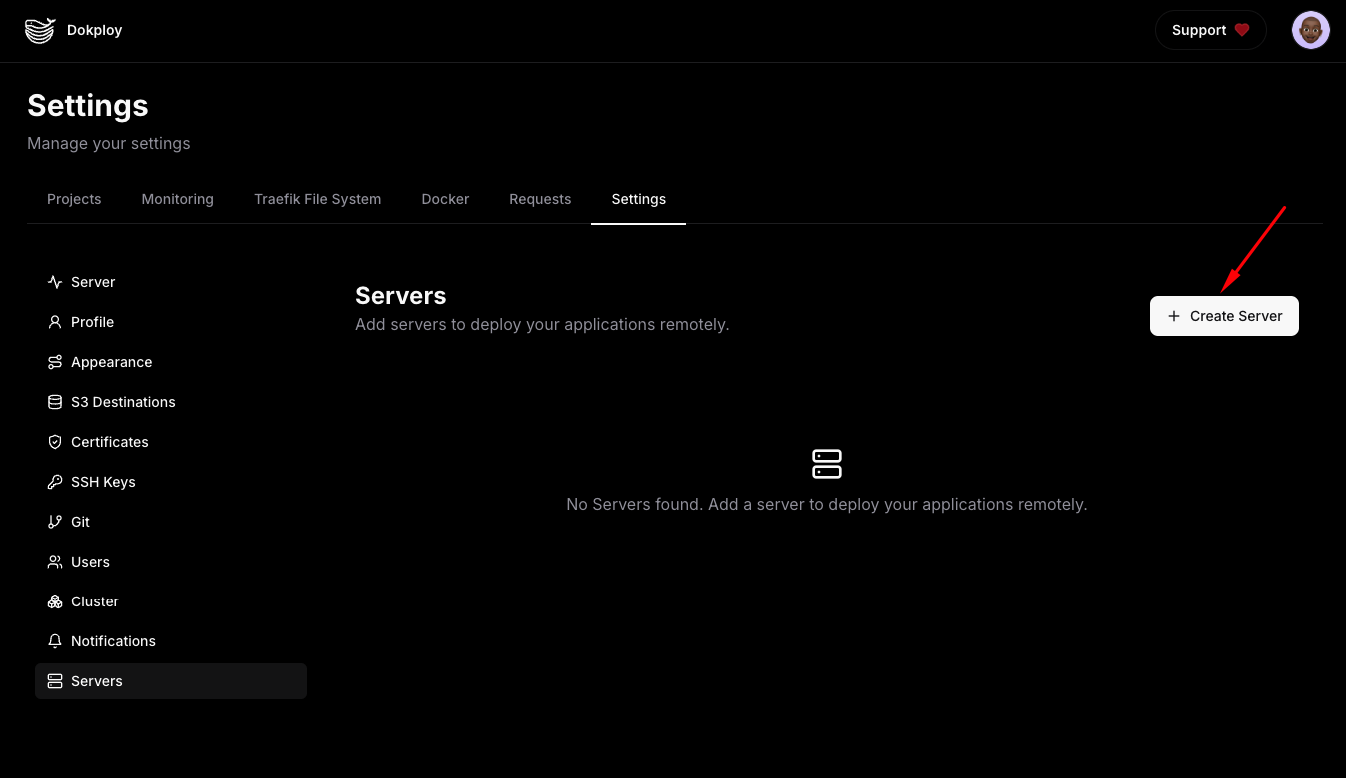 Dokploy
Support
Settings
Manage your settings
Projects Monitoring Traefik File System Docker Requests Settings
Server
Profile
Appearance
S3 Destinations
Certificates
SSH Keys
Git
Users
Cluster
Notifications
Servers
Servers
Add servers to deploy your applications remotely.
Create Server
No Servers found. Add a server to deploy your applications remotely.